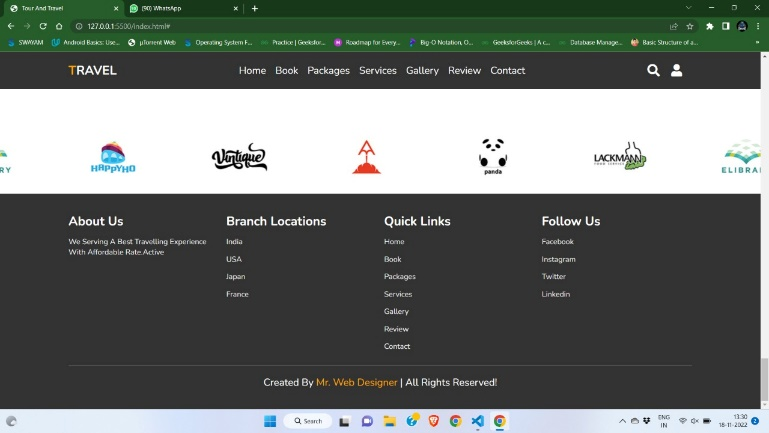 Tour And Travel
(90) WhatsApp
127.0.0.1:5500/index.html#
SWAYAM
Android Basics: Use...
µTorrent Web
Operating System F...
Practice | Geeksfor...
Roadmap for Every...
Big-O Notation, O...
GeeksforGeeks | A c...
Database Manage...
Basic Structure of a...
TRAVEL
Home Book Packages Services Gallery Review Contact
RY
HAPPYHO
Vintique
panda
LACKMANN
FOOD SERVICE
ELIBRA
About Us
We Serving A Best Travelling Experience
With Affordable Rate.Active
Branch Locations
India
USA
Japan
France
Quick Links
Home
Book
Packages
Services
Gallery
Review
Contact
Follow Us
Facebook
Instagram
Twitter
Linkedin
Created By Mr. Web Designer | All Rights Reserved!
Search
ENG
IN
13:30
18-11-2022
2